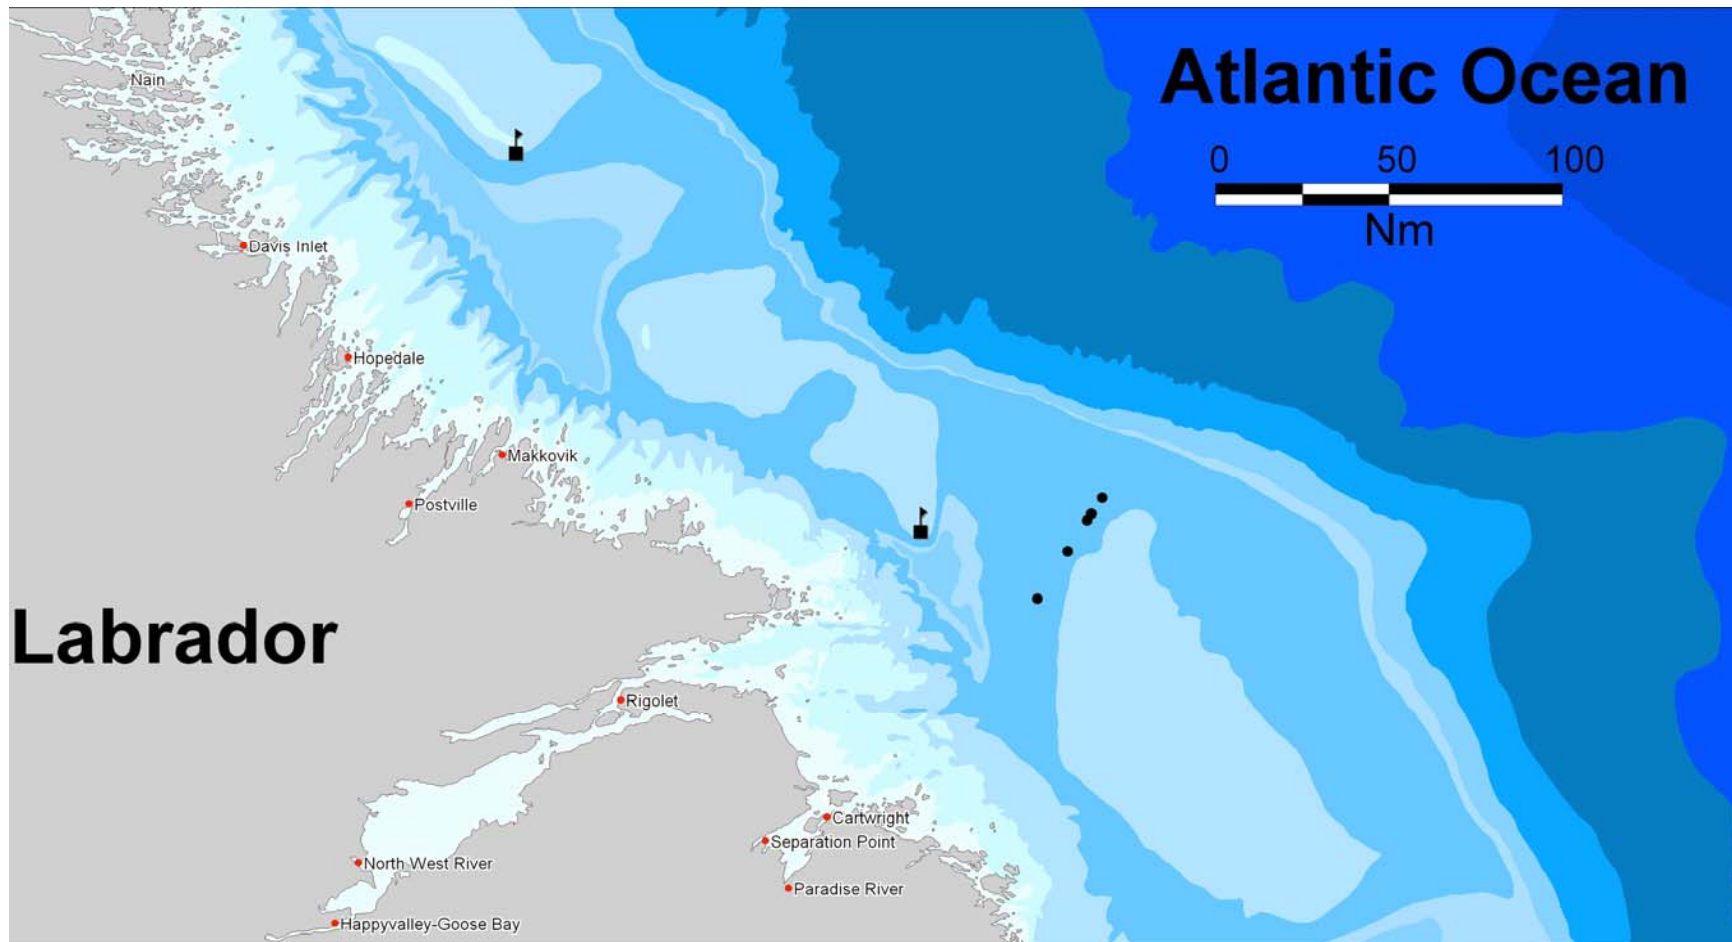 Atlantic Ocean
Nain
0 50 100
Nm
Davis Inlet
Hopedale
Makkovik
Postville
Labrador
Rigolet
Cartwright
Separation Point
North West River
Paradise River
Happyvalley-Goose Bay